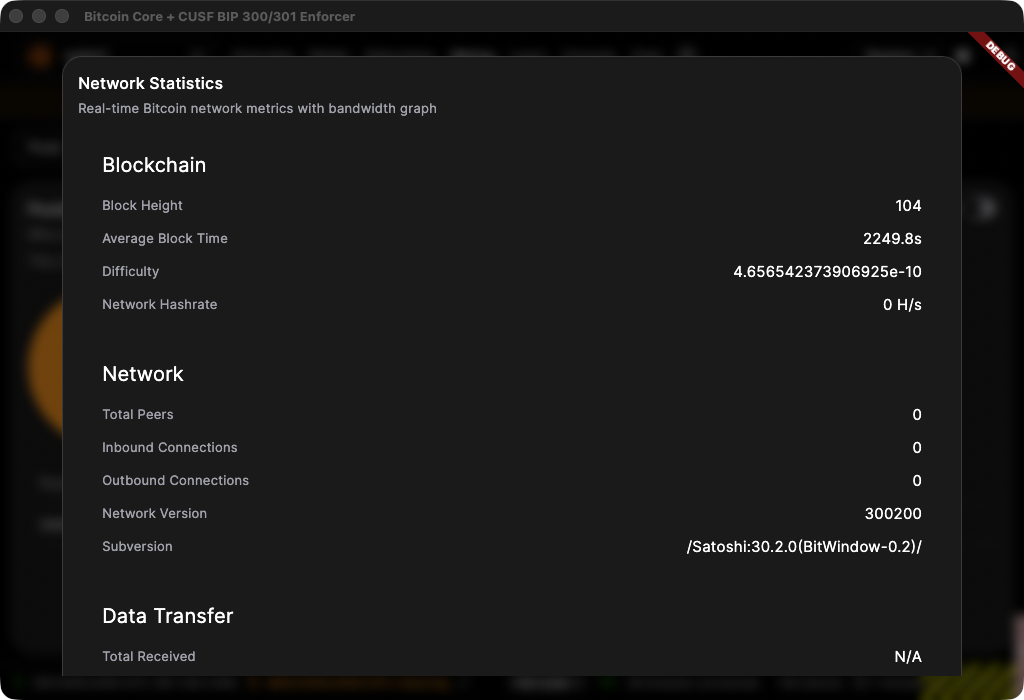 Bitcoin Core + CUSF BIP 300/301 Enforcer
DEBUG
Network Statistics
Real-time Bitcoin network metrics with bandwidth graph
Blockchain
Block Height 104
Average Block Time 2249.8s
Difficulty 4.656542373906925e-10
Network Hashrate 0 H/s
Network
Total Peers 0
Inbound Connections 0
Outbound Connections 0
Network Version 300200
Subversion /Satoshi:30.2.0(BitWindow-0.2)/
Data Transfer
Total Received N/A